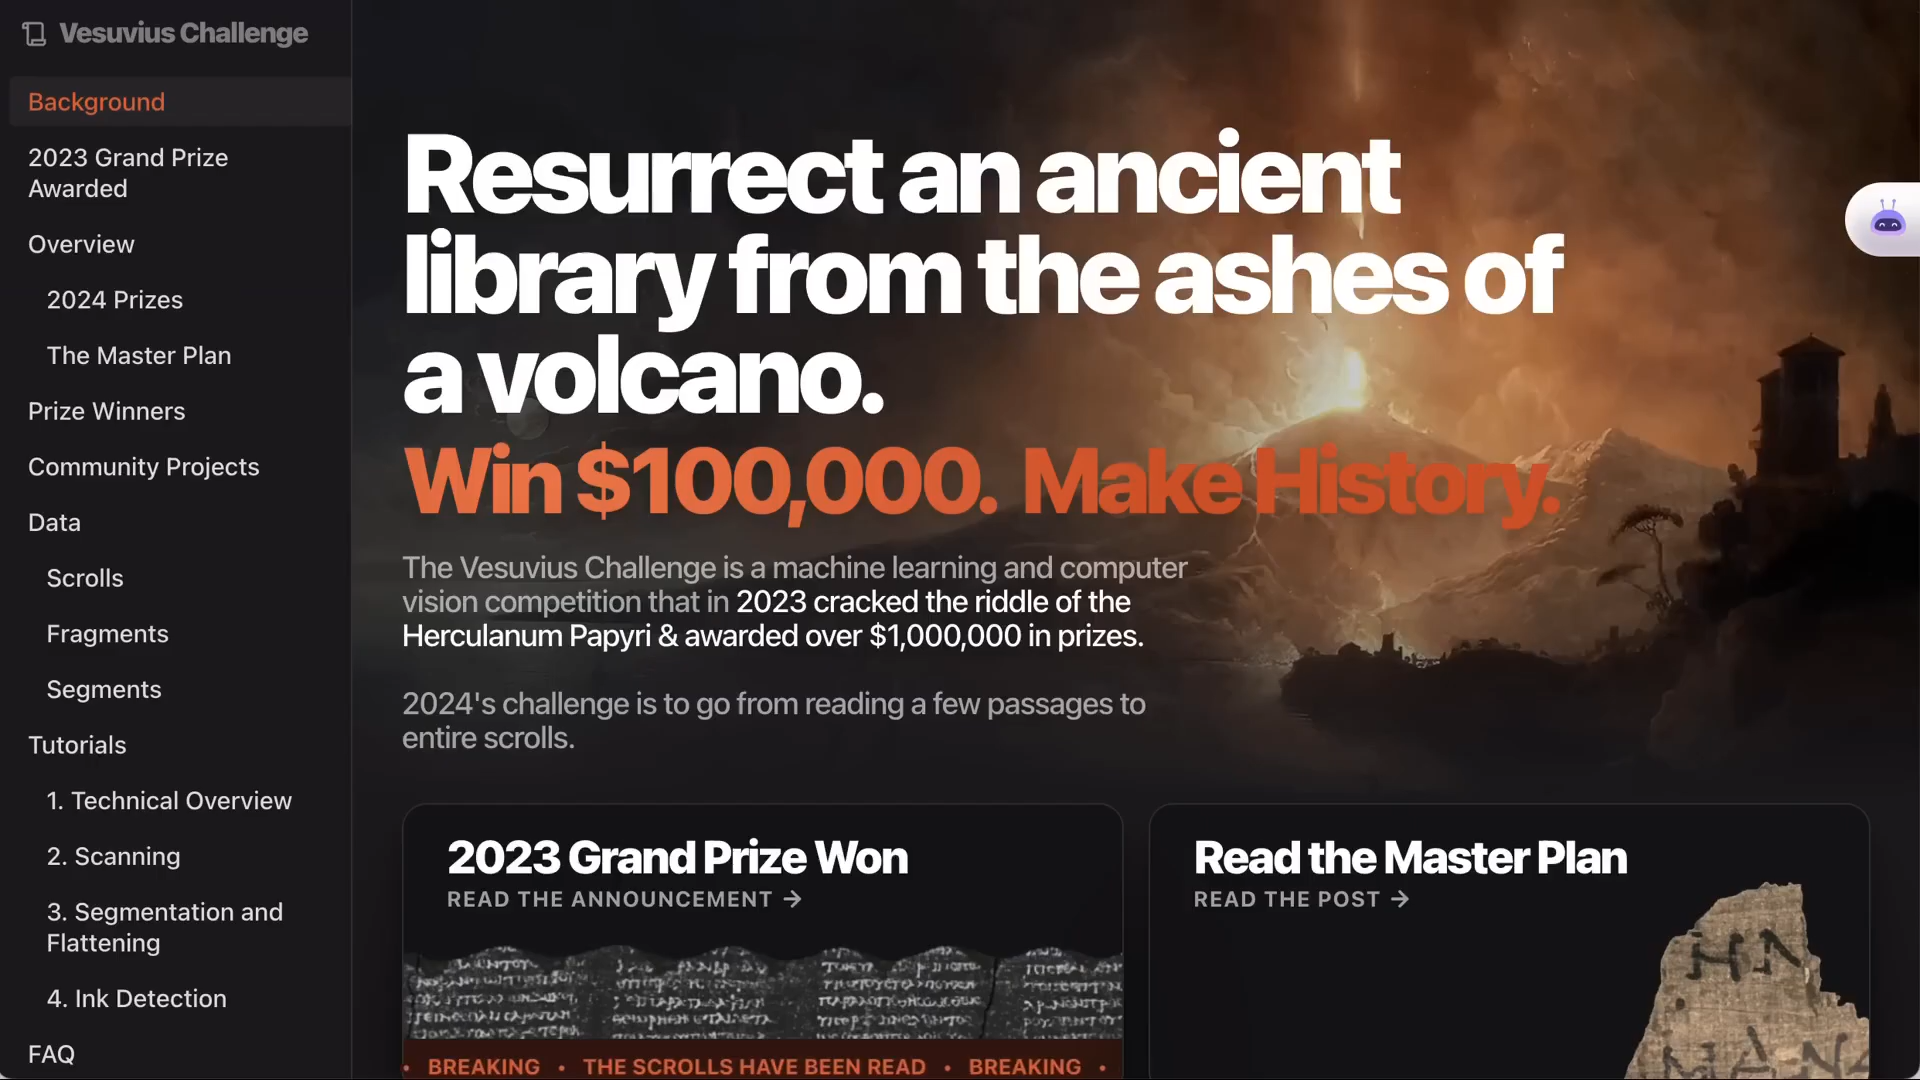 Vesuvius Challenge
Background
2023 Grand Prize
Awarded
Overview
2024 Prizes
The Master Plan
Prize Winners
Community Projects
Data
Scrolls
Fragments
Segments
Tutorials
1. Technical Overview
2. Scanning
3. Segmentation and
Flattening
4. Ink Detection
FAQ
Resurrect an ancient
library from the ashes of
a volcano.
Win $100,000. Make History.
The Vesuvius Challenge is a machine learning and computer
vision competition that in 2023 cracked the riddle of the
Herculanum Papyri & awarded over $1,000,000 in prizes.
2024's challenge is to go from reading a few passages to
entire scrolls.
2023 Grand Prize Won
READ THE ANNOUNCEMENT →
• BREAKING • THE SCROLLS HAVE BEEN READ • BREAKING •
Read the Master Plan
READ THE POST →